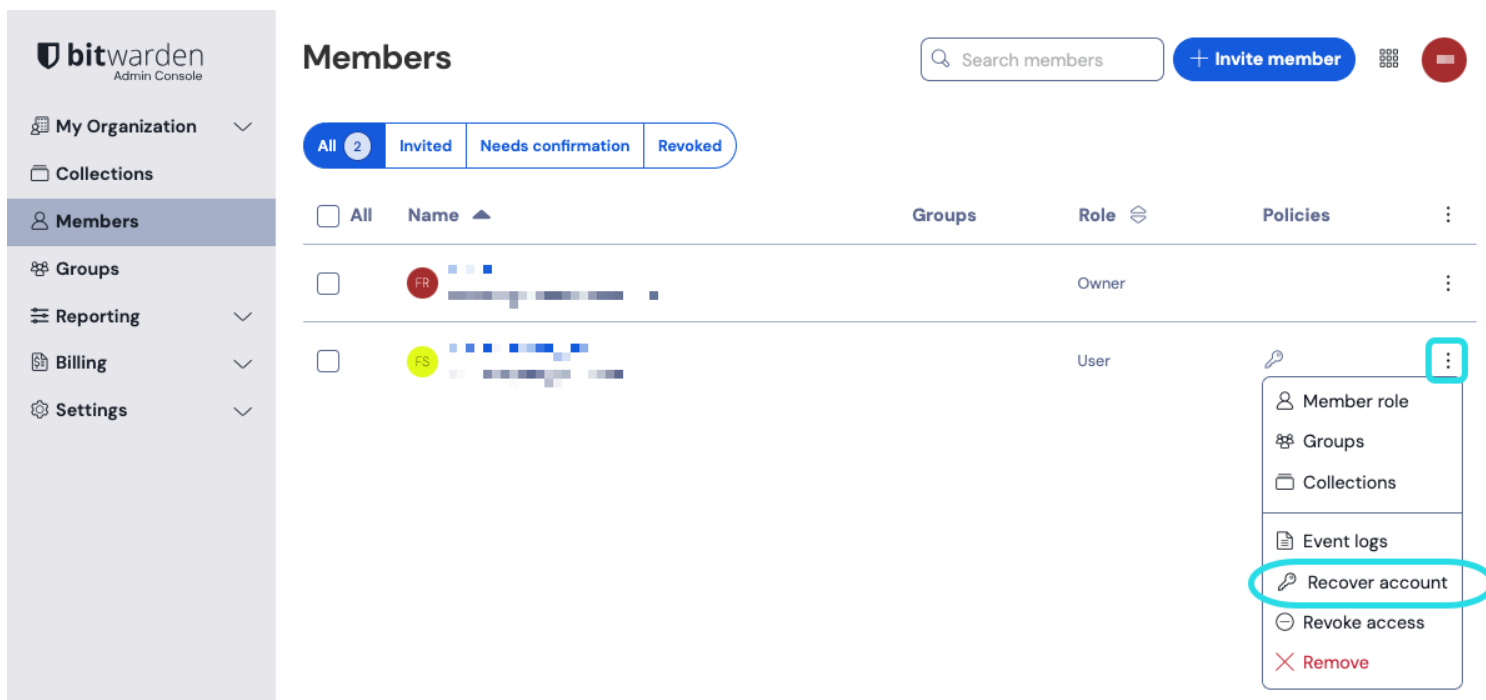 bitwarden
Admin Console
My Organization
Collections
Members
Groups
Reporting
Billing
Settings
Members
Search members
Invite member
All 2
Invited
Needs confirmation
Revoked
All
Name
Groups
Role
Policies
FR
Owner
FS
User
Member role
Groups
Collections
Event logs
Recover account
Revoke access
Remove